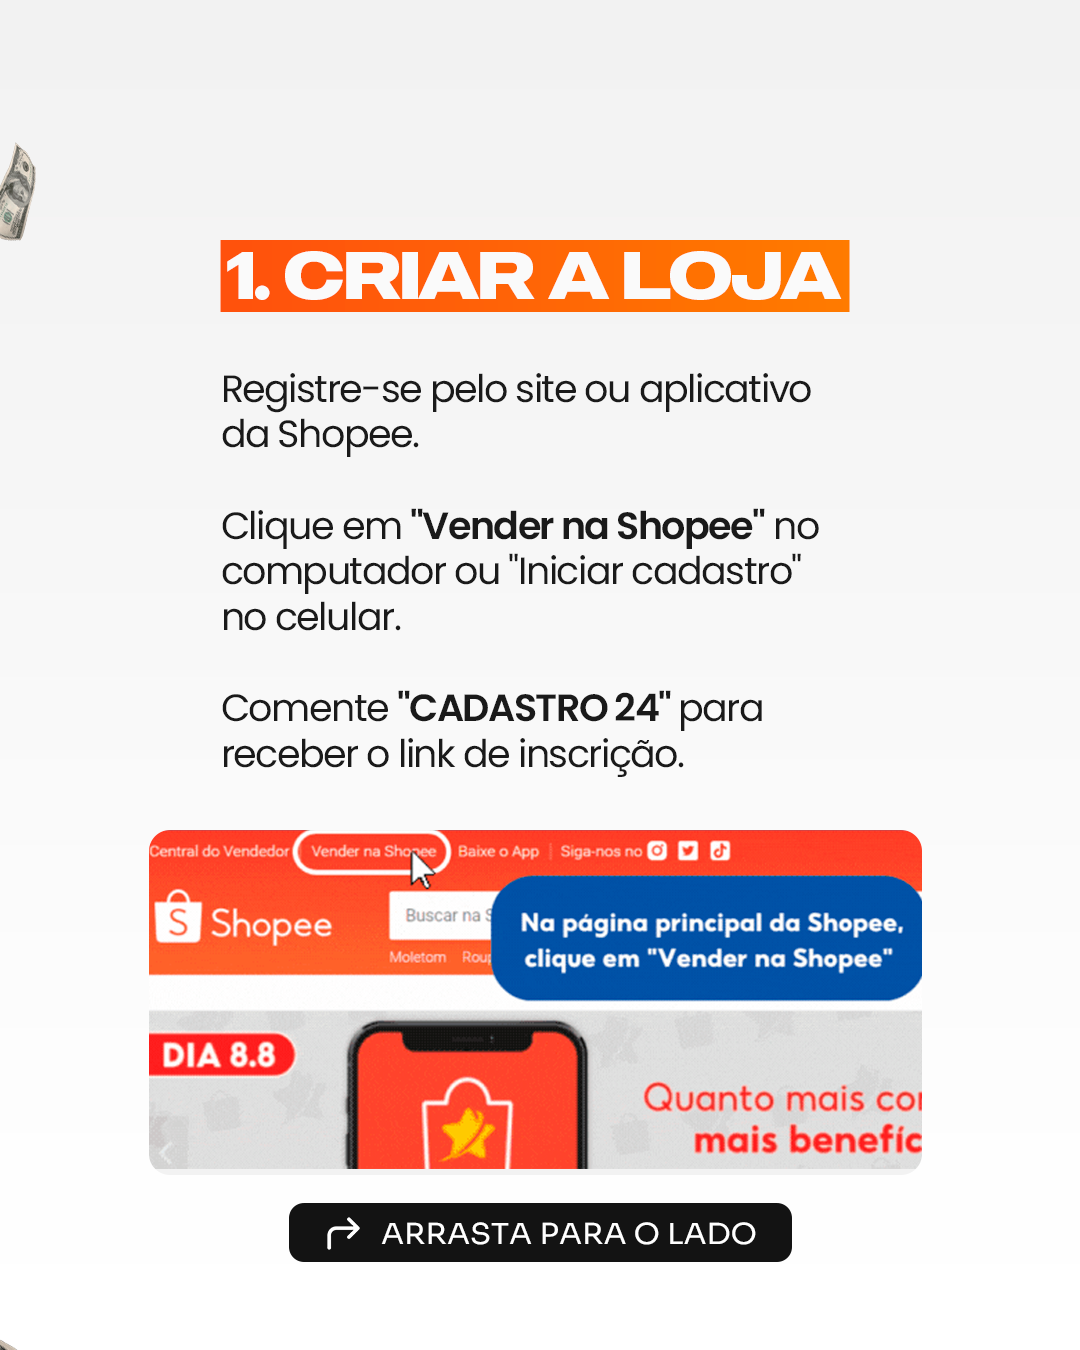 1. CRIAR A LOJA
Registre-se pelo site ou aplicativo
da Shopee.
Clique em "Vender na Shopee" no
computador ou "Iniciar cadastro"
no celular.
Comente "CADASTRO 24" para
receber o link de inscrição.
Central do Vendedor Vender na Shopee Baixe o App | Siga-nos no
Shopee
Buscar na S
Na página principal da Shopee,
clique em "Vender na Shopee"
Moletom Roup
DIA 8.8
Quanto mais co
mais benefíc
ARRASTA PARA O LADO